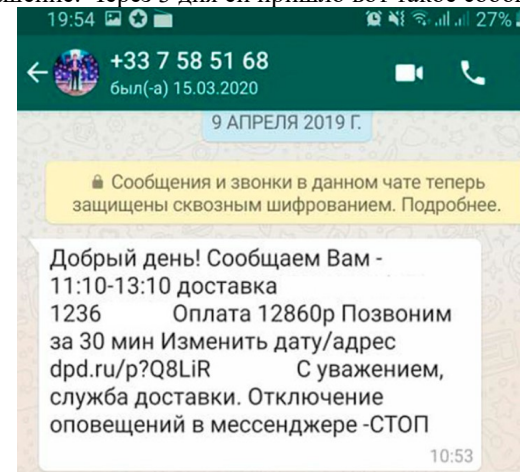 19:54 27%
+33 7 58 51 68
был(-а) 15.03.2020
9 АПРЕЛЯ 2019 Г.
Сообщения и звонки в данном чате теперь
защищены сквозным шифрованием. Подробнее.
Добрый день! Сообщаем Вам -
11:10-13:10 доставка
1236 Оплата 12860р Позвоним
за 30 мин Изменить дату/адрес
dpd.ru/p?Q8LiR С уважением,
служба доставки. Отключение
оповещений в мессенджере -СТОП
10:53